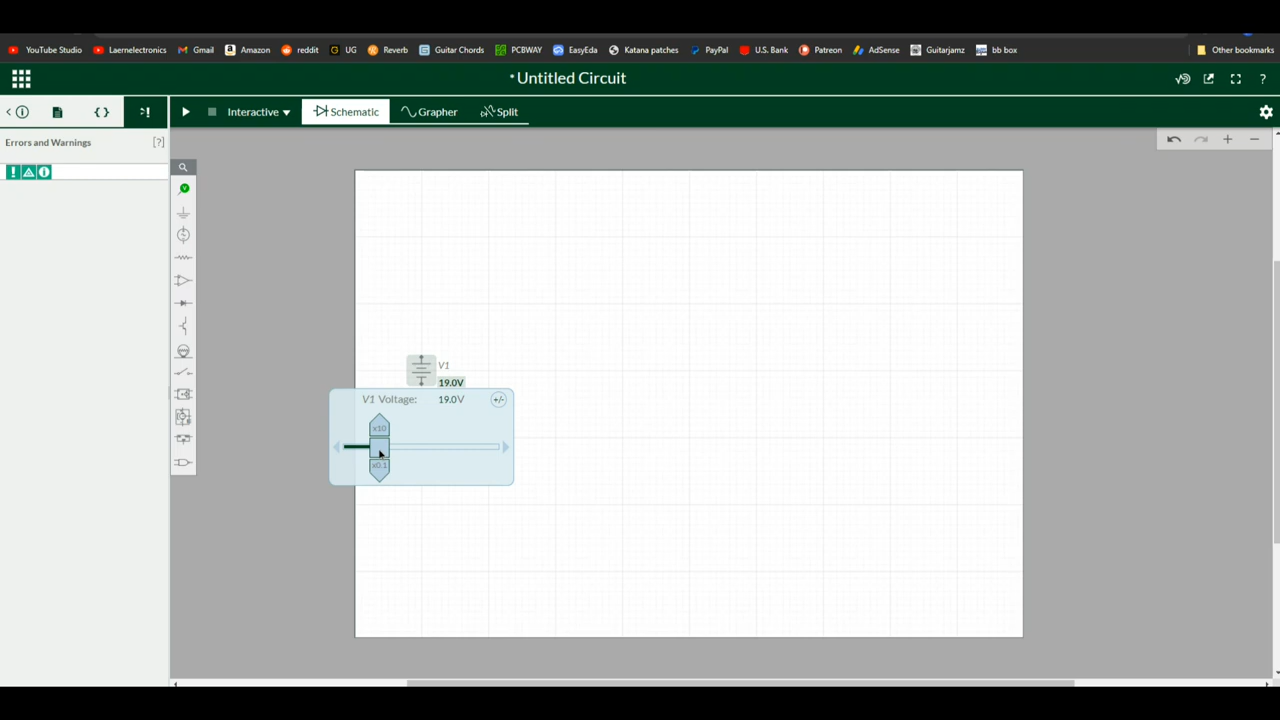 YouTube Studio Laernelectronics Gmail Amazon reddit UG Reverb Guitar Chords PCBWAY EasyEda Katana patches PayPal U.S. Bank Patreon AdSense Guitarjamz bb box Other bookmarks
* Untitled Circuit
Interactive Schematic Grapher Split
Errors and Warnings [?]
V1
19.0V
V1 Voltage: 19.0V +/-
x10
x0.1